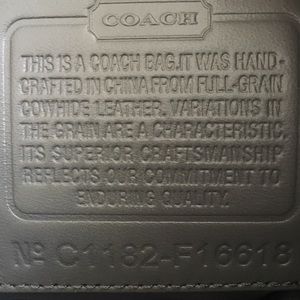 COACH
THIS IS A COACH BAG.IT WAS HAND-
CRAFTED IN CHINA FROM FULL-GRAIN
COWHIDE LEATHER. VARIATIONS IN
THE GRAIN ARE A CHARACTERISTIC.
ITS SUPERIOR CRAFTSMANSHIP
REFLECTS OUR COMMITMENT TO
ENDURING QUALITY.
Nº C1182-F16618